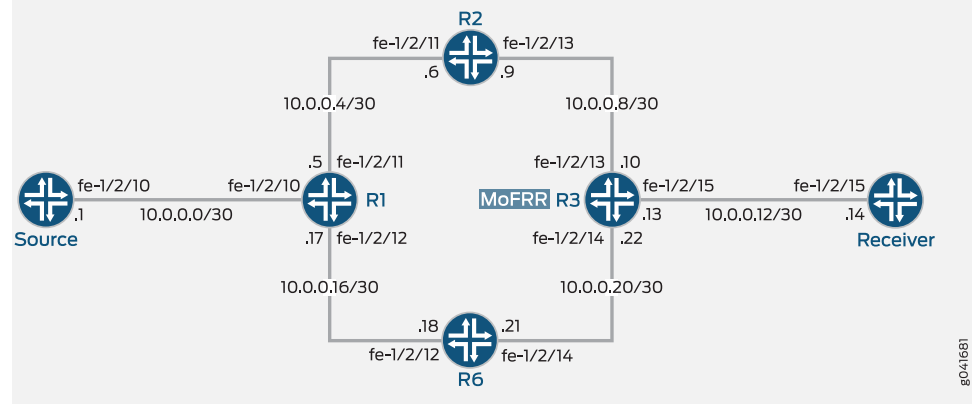 R2
fe-1/2/11 fe-1/2/13
.6 .9
10.0.0.4/30 10.0.0.8/30
.5 fe-1/2/11 fe-1/2/13 .10
fe-1/2/10 fe-1/2/10 R1 MoFRR R3 fe-1/2/15 fe-1/2/15
.1 10.0.0.0/30 .13 10.0.0.12/30 .14
Source .17 fe-1/2/12 fe-1/2/14 .22 Receiver
10.0.0.16/30 10.0.0.20/30
.18 .21
fe-1/2/12 fe-1/2/14
R6
g041681